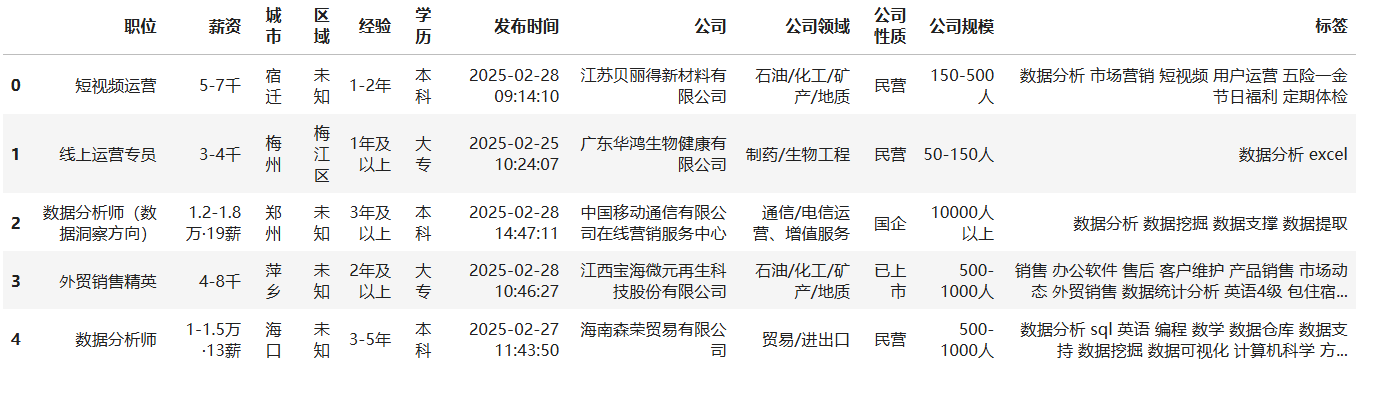 职位 薪资 城市 区域 经验 学历 发布时间 公司 公司领域 公司性质 公司规模 标签
0 短视频运营 5-7千 宿迁 未知 1-2年 本科 2025-02-28 09:14:10 江苏贝丽得新材料有限公司 石油/化工/矿产/地质 民营 150-500人 数据分析 市场营销 短视频 用户运营 五险一金 节日福利 定期体检
1 线上运营专员 3-4千 梅州 梅江区 1年及以上 大专 2025-02-25 10:24:07 广东华鸿生物健康有限公司 制药/生物工程 民营 50-150人 数据分析 excel
2 数据分析师（数据洞察方向） 1.2-1.8万·19薪 郑州 未知 3年及以上 本科 2025-02-28 14:47:11 中国移动通信有限公司在线营销服务中心 通信/电信运营、增值服务 国企 10000人以上 数据分析 数据挖掘 数据支撑 数据提取
3 外贸销售精英 4-8千 萍乡 未知 2年及以上 大专 2025-02-28 10:46:27 江西宝海微元再生科技股份有限公司 石油/化工/矿产/地质 已上市 500-1000人 销售 办公软件 售后 客户维护 产品销售 市场动态 外贸销售 数据统计分析 英语4级 包住宿...
4 数据分析师 1-1.5万·13薪 海口 未知 3-5年 本科 2025-02-27 11:43:50 海南森荣贸易有限公司 贸易/进出口 民营 500-1000人 数据分析 sql 英语 编程 数学 数据仓库 数据支持 数据挖掘 数据可视化 计算机科学 方...